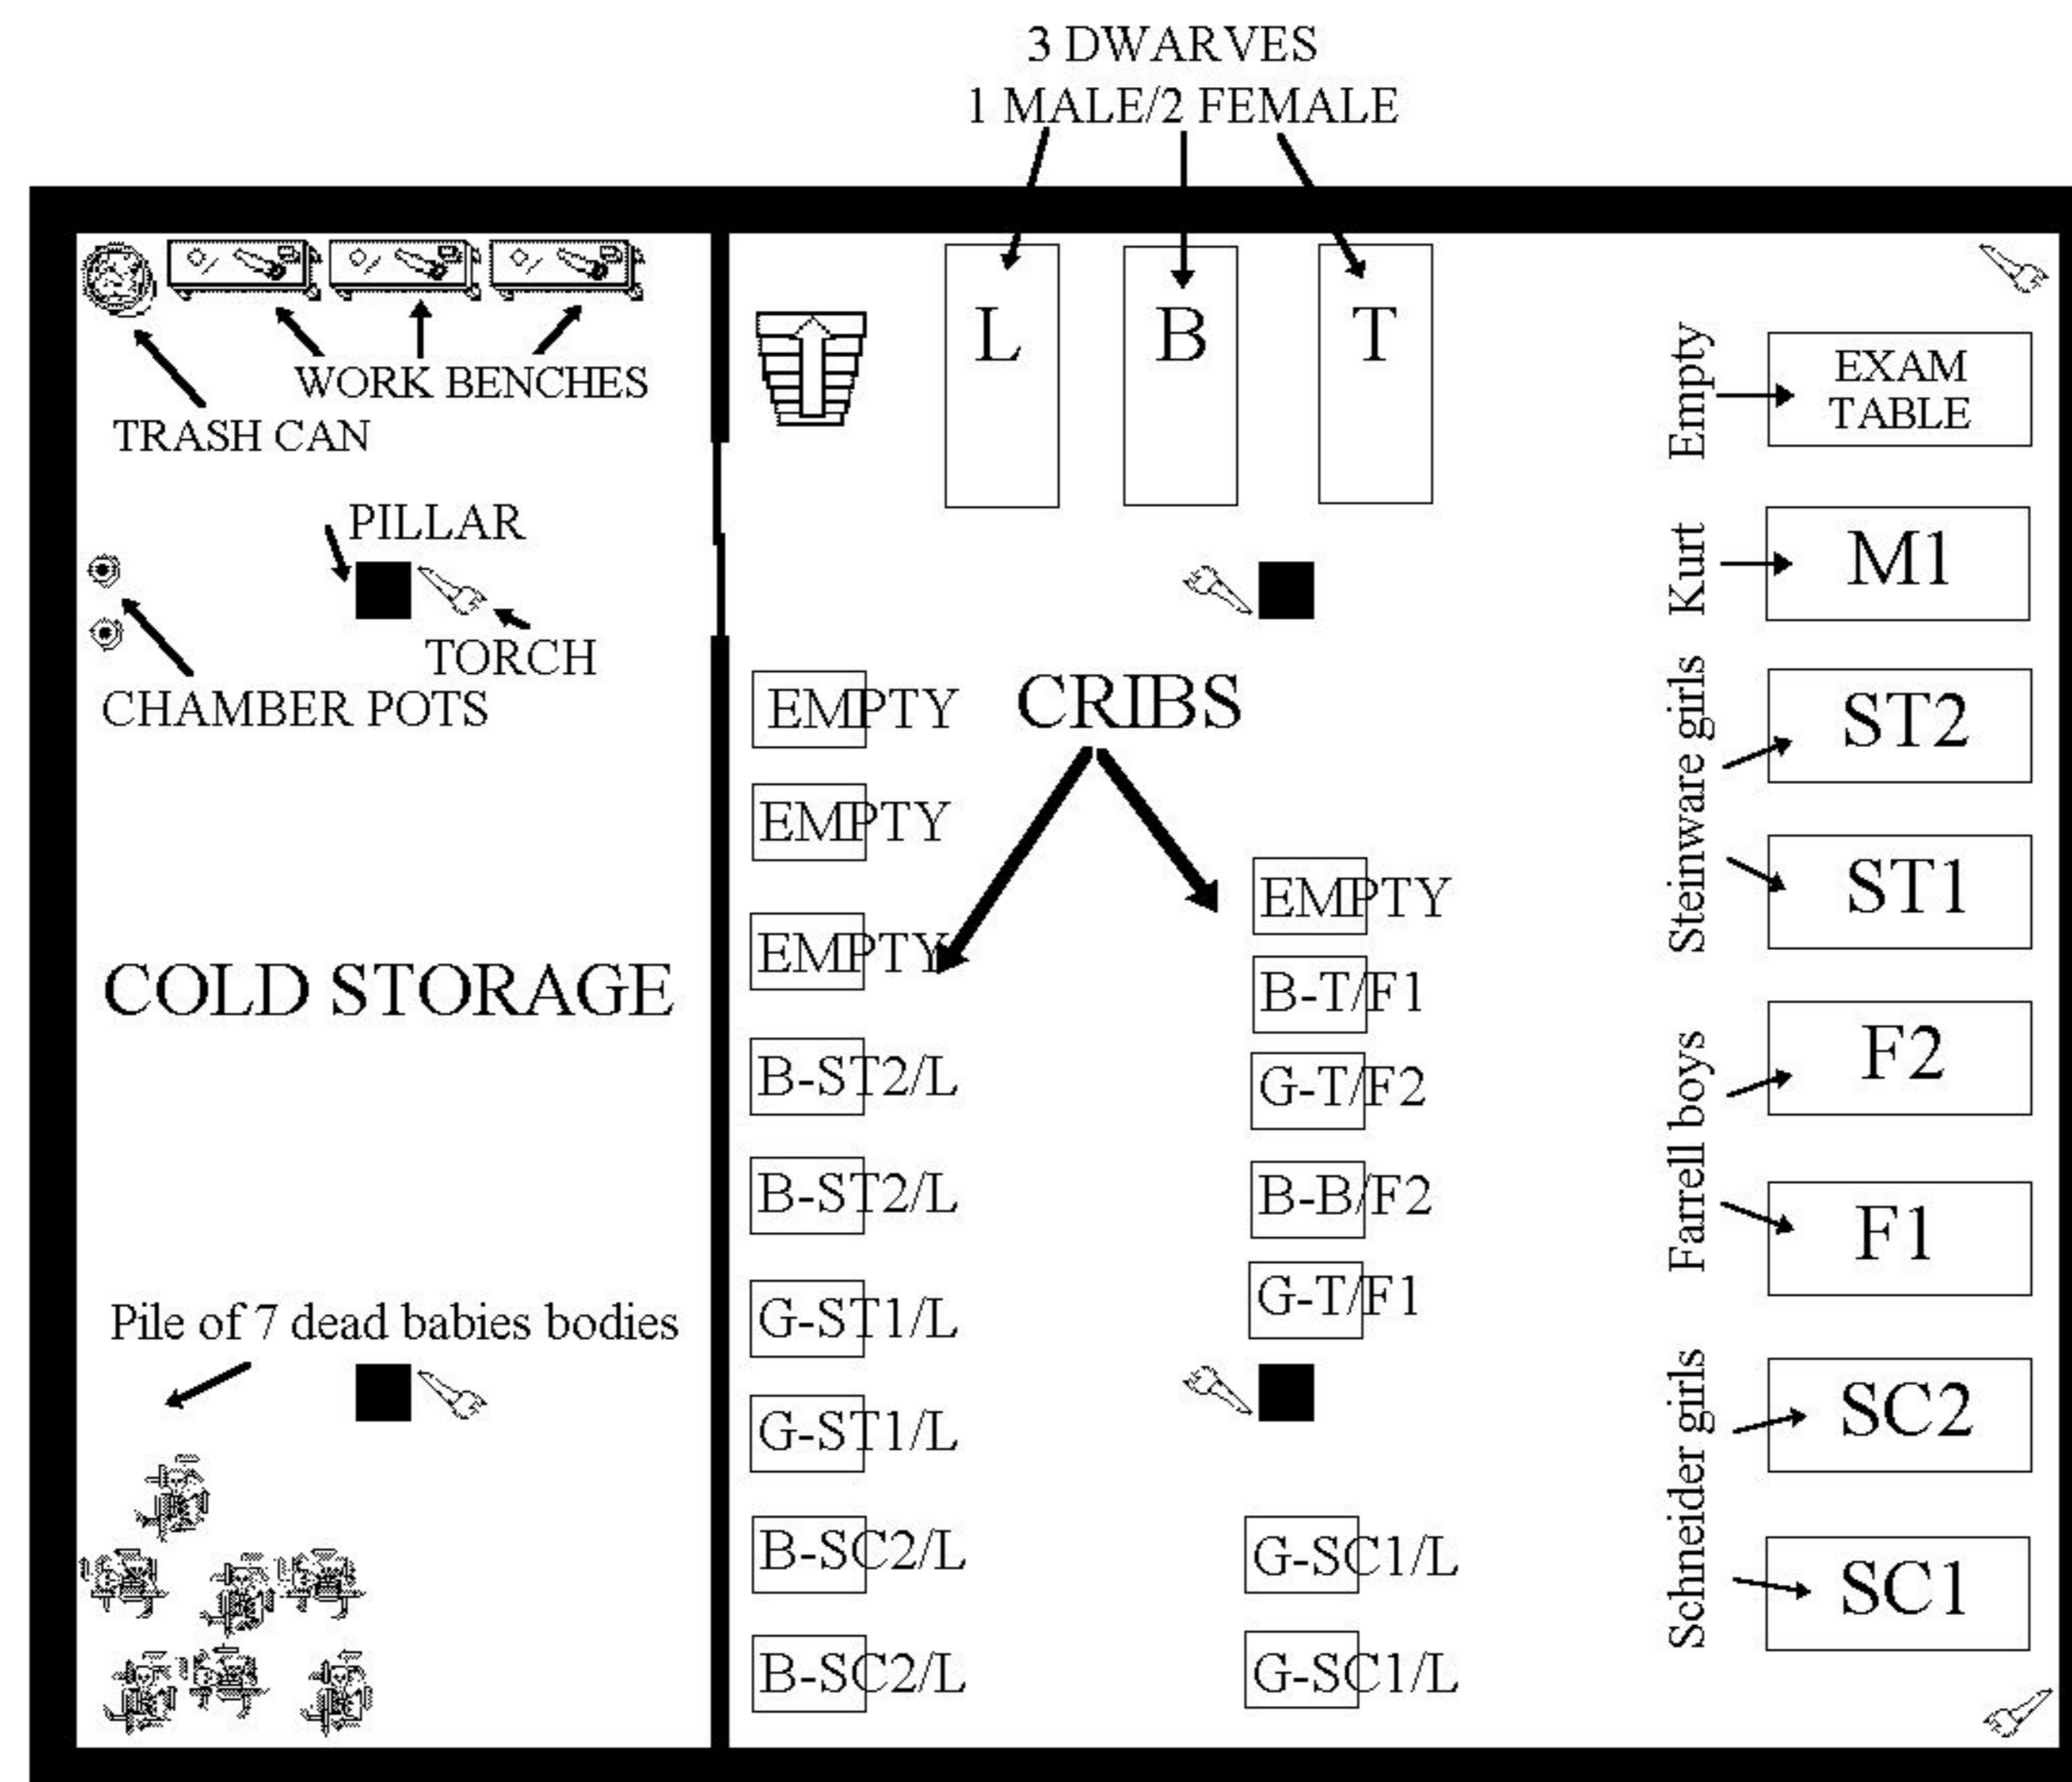 3 DWARVES
1 MALE/2 FEMALE
WORK BENCHES
TRASH CAN
PILLAR
TORCH
CHAMBER POTS
COLD STORAGE
Pile of 7 dead babies bodies
L
B
T
CRIBS
EMPTY
EMPTY
EMPTY
B-ST2/L
B-ST2/L
G-ST1/L
G-ST1/L
B-SC2/L
B-SC2/L
EMPTY
B-T/F1
G-T/F2
B-B/F2
G-T/F1
G-SC1/L
G-SC1/L
Empty
EXAM
TABLE
Kurt
M1
Steinware girls
ST2
ST1
Farrell boys
F2
F1
Schneider girls
SC2
SC1